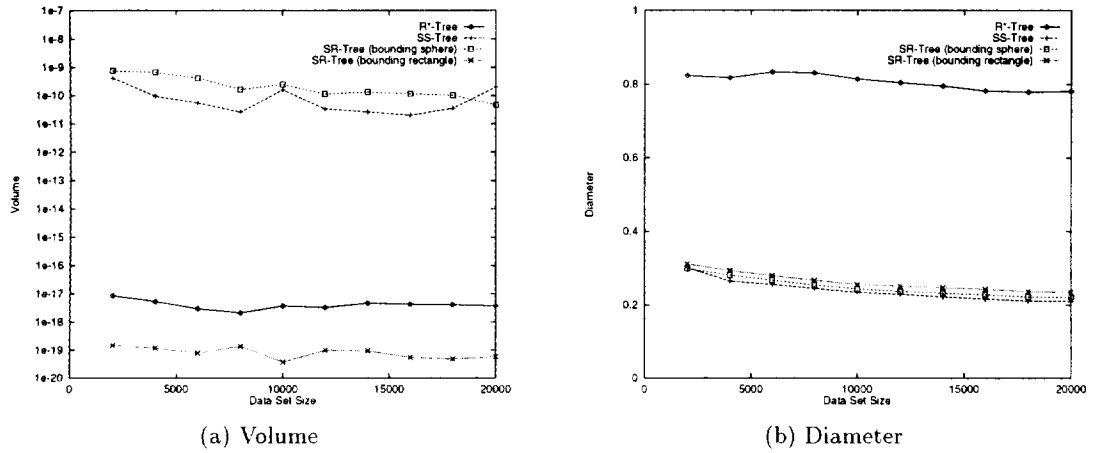 1e-7
1e-8
1e-9
1e-10
1e-11
1e-12
1e-13
1e-14
1e-15
1e-16
1e-17
1e-18
1e-19
1e-20
Volume
R*-Tree
SS-Tree
SR-Tree (bounding sphere)
SR-Tree (bounding rectangle)
0
5000
10000
15000
20000
Data Set Size
(a) Volume
1
0.8
0.6
0.4
0.2
0
Diameter
R*-Tree
SS-Tree
SR-Tree (bounding sphere)
SR-Tree (bounding rectangle)
0
5000
10000
15000
20000
Data Set Size
(b) Diameter